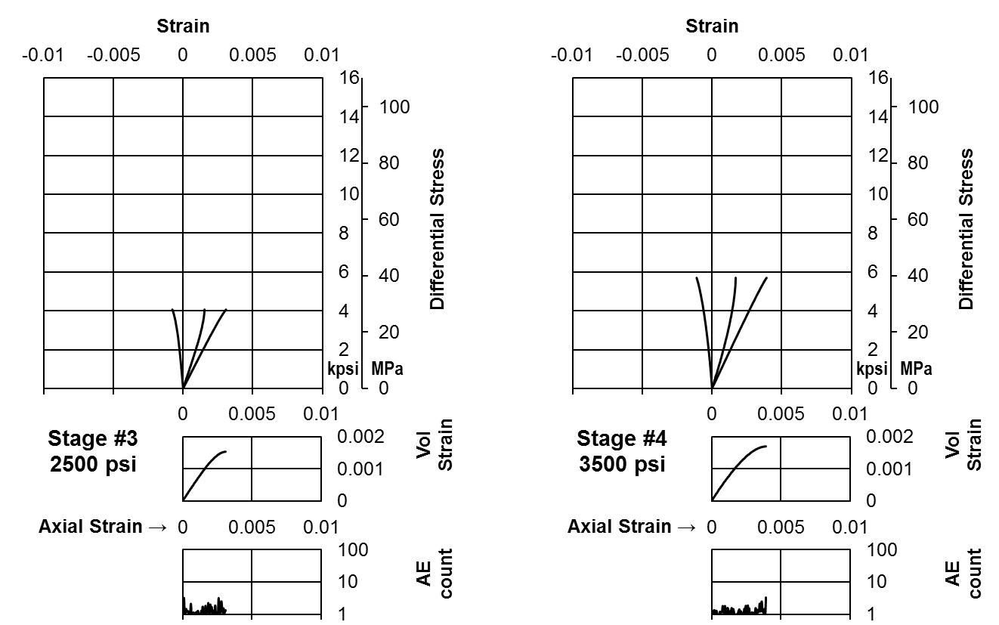 Strain
-0.01 -0.005 0 0.005 0.01
16
100
14
12
80
10
Differential Stress
60
8
6
40
4
20
2
kpsi MPa
0 0
0 0.005 0.01
Stage #3
2500 psi
0.002
0.001
0
Vol
Strain
Axial Strain → 0 0.005 0.01
100
10
1
AE
count
Strain
-0.01 -0.005 0 0.005 0.01
16
100
14
12
80
10
Differential Stress
60
8
6
40
4
20
2
kpsi MPa
0 0
0 0.005 0.01
Stage #4
3500 psi
0.002
0.001
0
Vol
Strain
Axial Strain → 0 0.005 0.01
100
10
1
AE
count